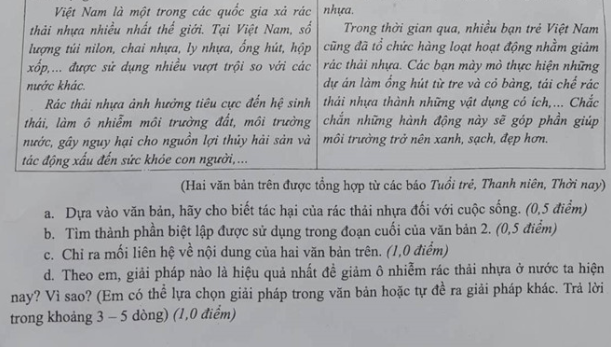 Việt Nam là một trong các quốc gia xả rác
thải nhựa nhiều nhất thế giới. Tại Việt Nam, số
lượng túi nilon, chai nhựa, ly nhựa, ống hút, hộp
xốp,... được sử dụng nhiều vượt trội so với các
nước khác.
Rác thải nhựa ảnh hưởng tiêu cực đến hệ sinh
thái, làm ô nhiễm môi trường đất, môi trường
nước, gây nguy hại cho nguồn lợi thủy hải sản và
tác động xấu đến sức khỏe con người,...
nhựa.
Trong thời gian qua, nhiều bạn trẻ Việt Nam
cũng đã tổ chức hàng loạt hoạt động nhằm giảm
rác thải nhựa. Các bạn mày mò thực hiện những
dự án làm ống hút từ tre và cỏ bàng, tái chế rác
thải nhựa thành những vật dụng có ích,... Chắc
chắn những hành động này sẽ góp phần giúp
môi trường trở nên xanh, sạch, đẹp hơn.
(Hai văn bản trên được tổng hợp từ các báo Tuổi trẻ, Thanh niên, Thời nay)
a. Dựa vào văn bản, hãy cho biết tác hại của rác thải nhựa đối với cuộc sống. (0,5 điểm)
b. Tìm thành phần biệt lập được sử dụng trong đoạn cuối của văn bản 2. (0,5 điểm)
c. Chỉ ra mối liên hệ về nội dung của hai văn bản trên. (1,0 điểm)
d. Theo em, giải pháp nào là hiệu quả nhất để giảm ô nhiễm rác thải nhựa ở nước ta hiện
nay? Vì sao? (Em có thể lựa chọn giải pháp trong văn bản hoặc tự đề ra giải pháp khác. Trả lời
trong khoảng 3 – 5 dòng) (1,0 điểm)